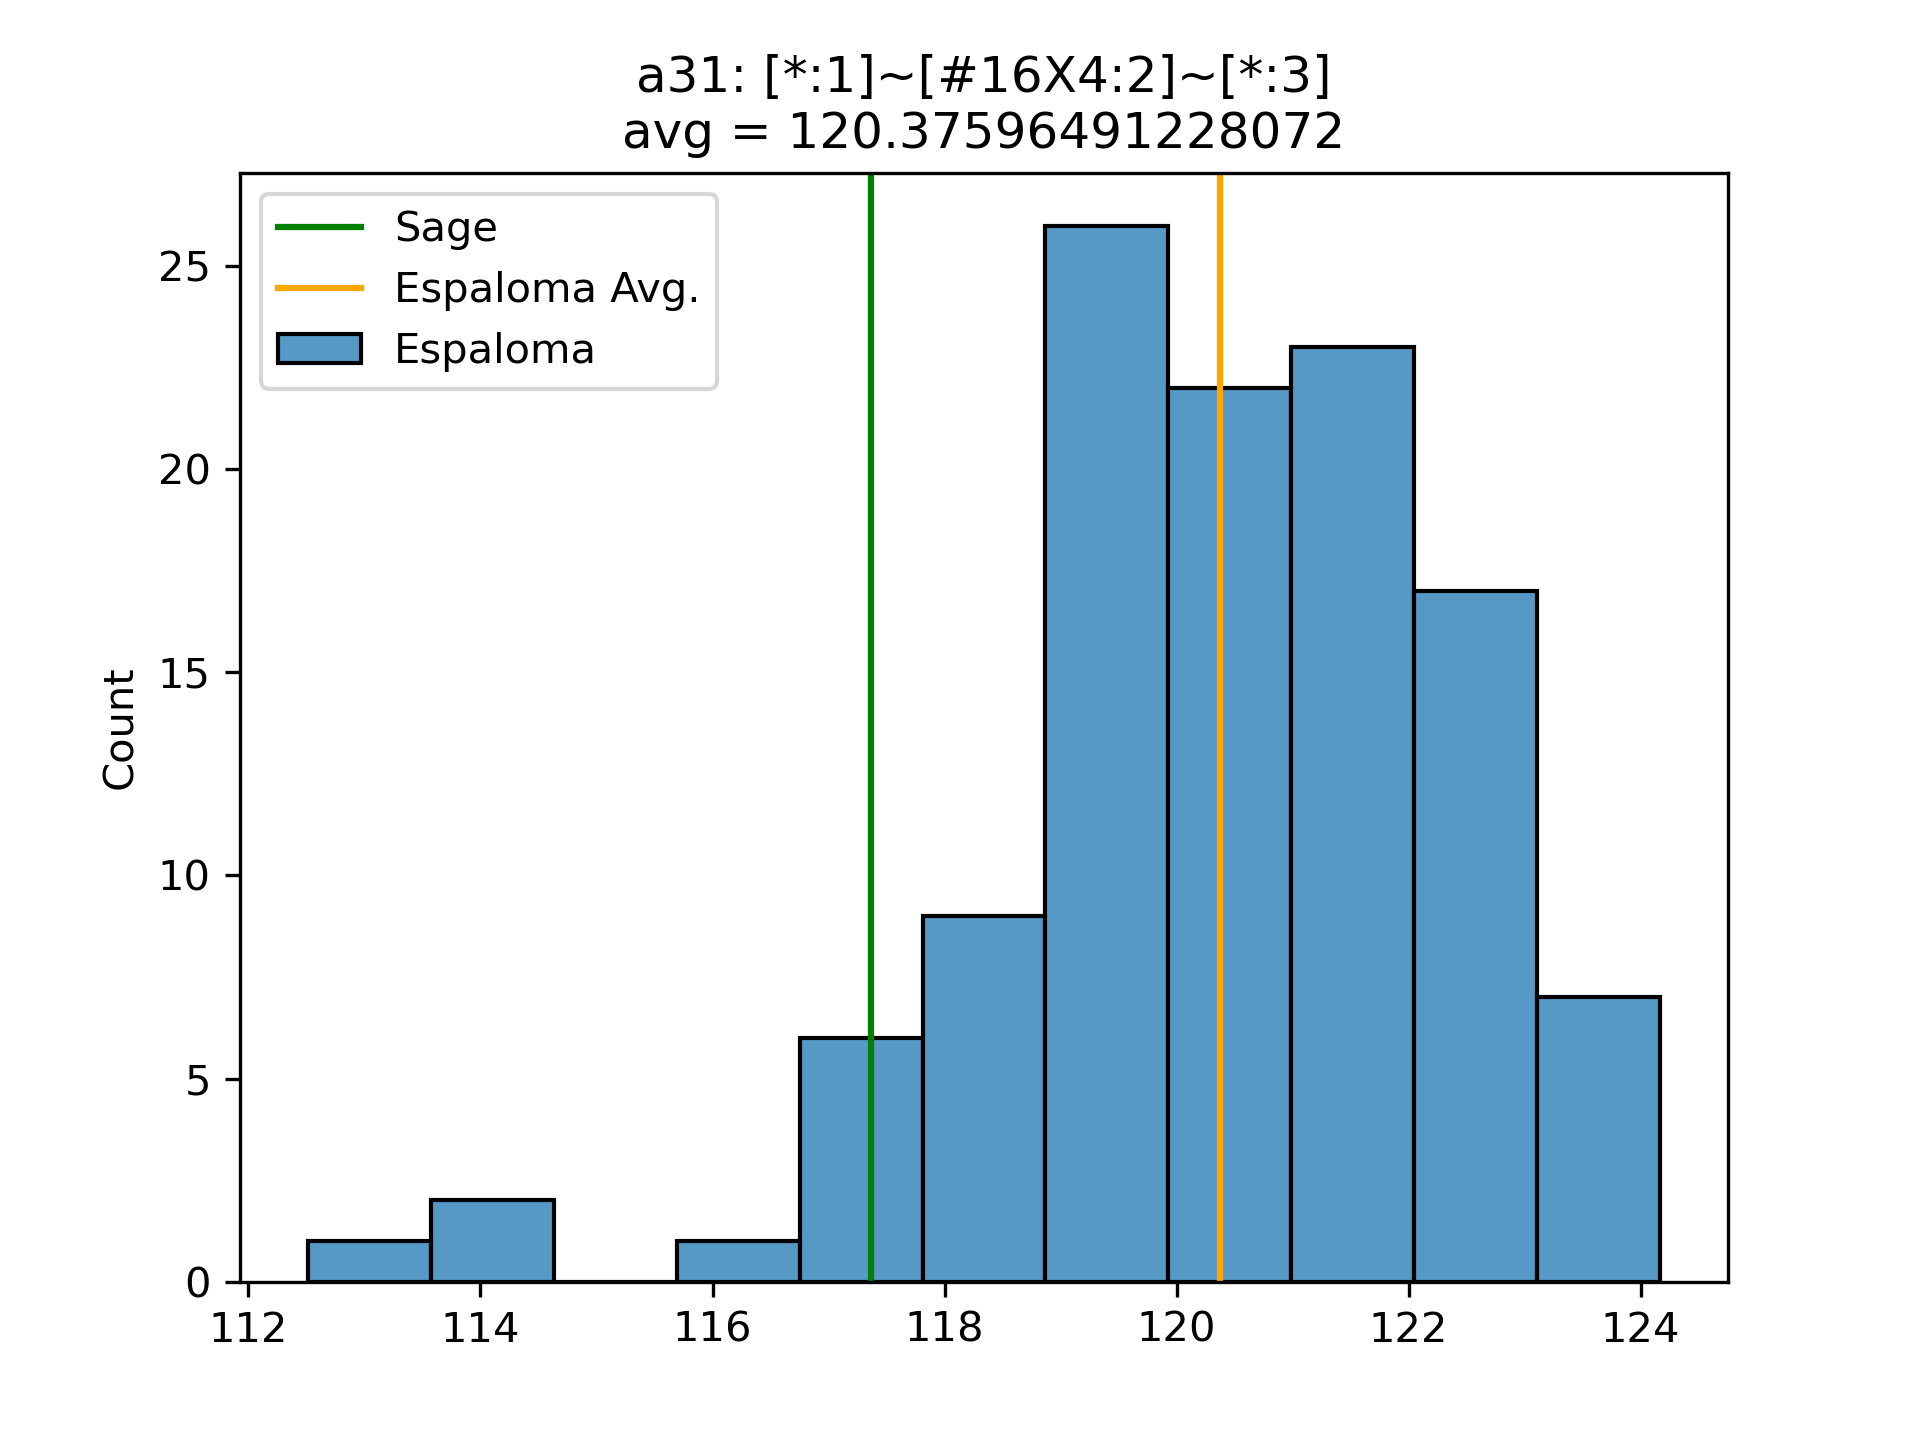 a31: [*:1]~[#16X4:2]~[*:3]
avg = 120.37596491228072
Sage
Espaloma Avg.
Espaloma
Count
25
20
15
10
5
0
112 114 116 118 120 122 124